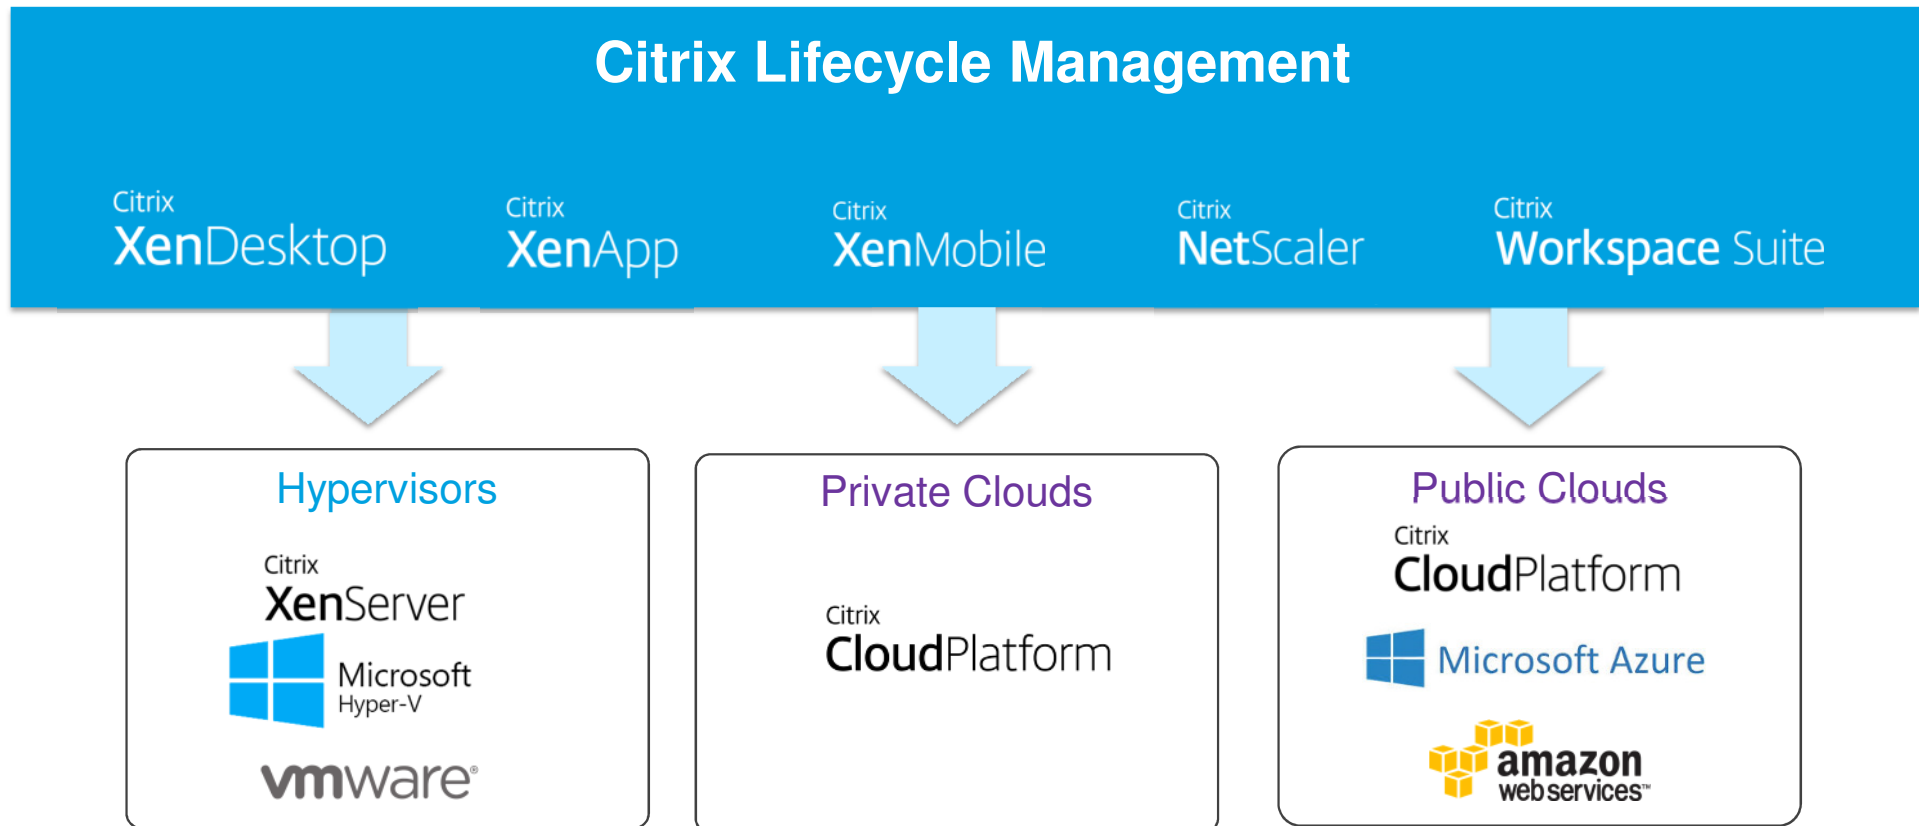 Citrix Lifecycle Management
Citrix
XenDesktop
Citrix
XenApp
Citrix
XenMobile
Citrix
NetScaler
Citrix
Workspace Suite
Hypervisors
Citrix
XenServer
Microsoft
Hyper-V
vmware®
Private Clouds
Citrix
CloudPlatform
Public Clouds
Citrix
CloudPlatform
Microsoft Azure
amazon
web services™